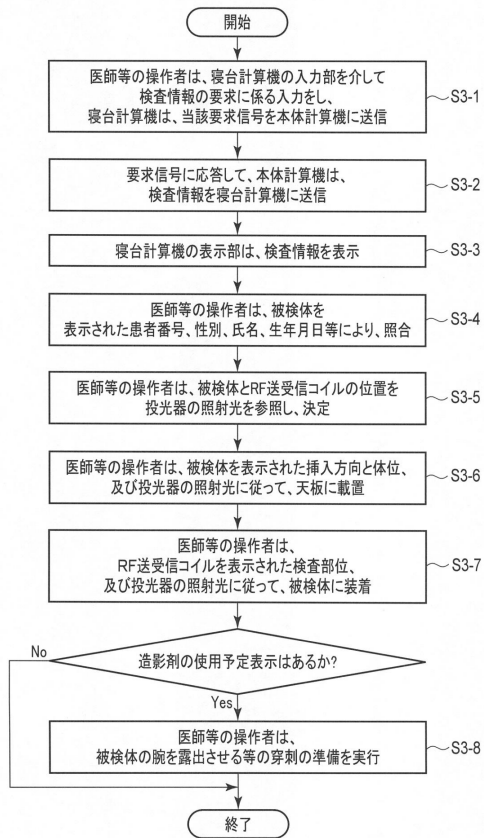 開始
医師等の操作者は、寝台計算機の入力部を介して
検査情報の要求に係る入力をし、
寝台計算機は、当該要求信号を本体計算機に送信
S3-1
要求信号に応答して、本体計算機は、
検査情報を寝台計算機に送信
S3-2
寝台計算機の表示部は、検査情報を表示
S3-3
医師等の操作者は、被検体を
表示された患者番号、性別、氏名、生年月日等により、照合
S3-4
医師等の操作者は、被検体とRF送受信コイルの位置を
投光器の照射光を参照し、決定
S3-5
医師等の操作者は、被検体を表示された挿入方向と体位、
及び投光器の照射光に従って、天板に載置
S3-6
医師等の操作者は、
RF送受信コイルを表示された検査部位、
及び投光器の照射光に従って、被検体に装着
S3-7
造影剤の使用予定表示はあるか?
No
Yes
医師等の操作者は、
被検体の腕を露出させる等の穿刺の準備を実行
S3-8
終了